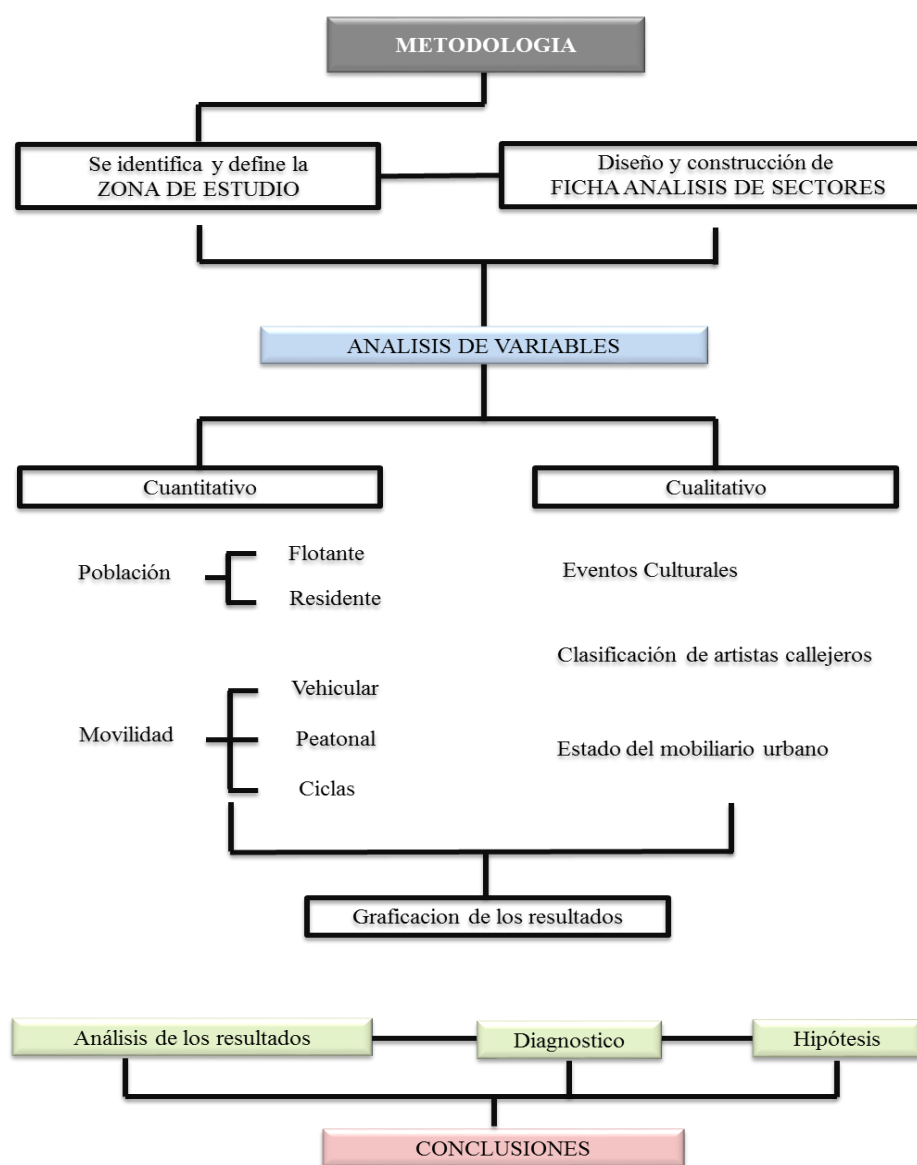 METODOLOGIA
Se identifica y define la
ZONA DE ESTUDIO
Diseño y construcción de
FICHA ANALISIS DE SECTORES
ANALISIS DE VARIABLES
Cuantitativo
Cualitativo
Población
Flotante
Residente
Movilidad
Vehicular
Peatonal
Ciclas
Eventos Culturales
Clasificación de artistas callejeros
Estado del mobiliario urbano
Graficacion de los resultados
Análisis de los resultados
Diagnostico
Hipótesis
CONCLUSIONES